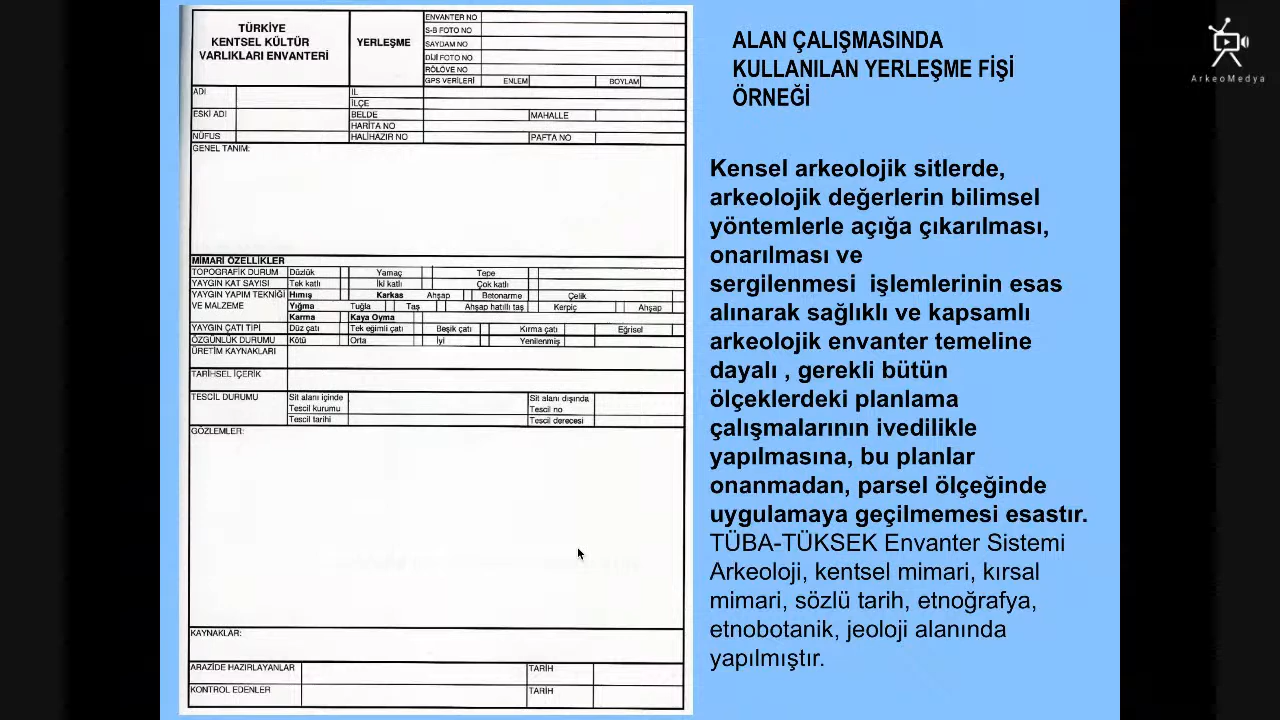 TÜRKİYE
KENTSEL KÜLTÜR
VARLIKLARI ENVANTERİ
YERLEŞME
ENVANTER NO
S-B FOTO NO
SAYDAM NO
DİJİ FOTO NO
RÖLÖVE NO
GPS VERİLERİ ENLEM BOYLAM
ADI İL
İLÇE
ESKİ ADI BELDE MAHALLE
HARİTA NO
NÜFUS HALİHAZIR NO PAFTA NO
GENEL TANIM:
MİMARİ ÖZELLİKLER
TOPOGRAFİK DURUM Düzlük Yamaç Tepe
YAYGIN KAT SAYISI Tek katlı İki katlı Çok katlı
YAYGIN YAPIM TEKNİĞİ Hımış Karkas Ahşap Betonarme Çelik
VE MALZEME Yığma Tuğla Taş Ahşap hatıllı taş Kerpiç Ahşap
Karma Kaya Oyma
YAYGIN ÇATI TİPİ Düz çatı Tek eğimli çatı Beşik çatı Kırma çatı Eğrisel
ÖZGÜNLÜK DURUMU Kötü Orta İyi Yenilenmiş
ÜRETİM KAYNAKLARI
TARİHSEL İÇERİK
TESCİL DURUMU Sit alanı içinde Sit alanı dışında
Tescil kurumu Tescil no
Tescil tarihi Tescil derecesi
GÖZLEMLER:
KAYNAKLAR:
ARAZİDE HAZIRLAYANLAR TARİH
KONTROL EDENLER TARİH
ALAN ÇALIŞMASINDA
KULLANILAN YERLEŞME FİŞİ
ÖRNEĞİ
Kensel arkeolojik sitlerde,
arkeolojik değerlerin bilimsel
yöntemlerle açığa çıkarılması,
onarılması ve
sergilenmesi işlemlerinin esas
alınarak sağlıklı ve kapsamlı
arkeolojik envanter temeline
dayalı , gerekli bütün
ölçeklerdeki planlama
çalışmalarının ivedilikle
yapılmasına, bu planlar
onanmadan, parsel ölçeğinde
uygulamaya geçilmemesi esastır.
TÜBA-TÜKSEK Envanter Sistemi
Arkeoloji, kentsel mimari, kırsal
mimari, sözlü tarih, etnoğrafya,
etnobotanik, jeoloji alanında
yapılmıştır.
ArkeoMedya